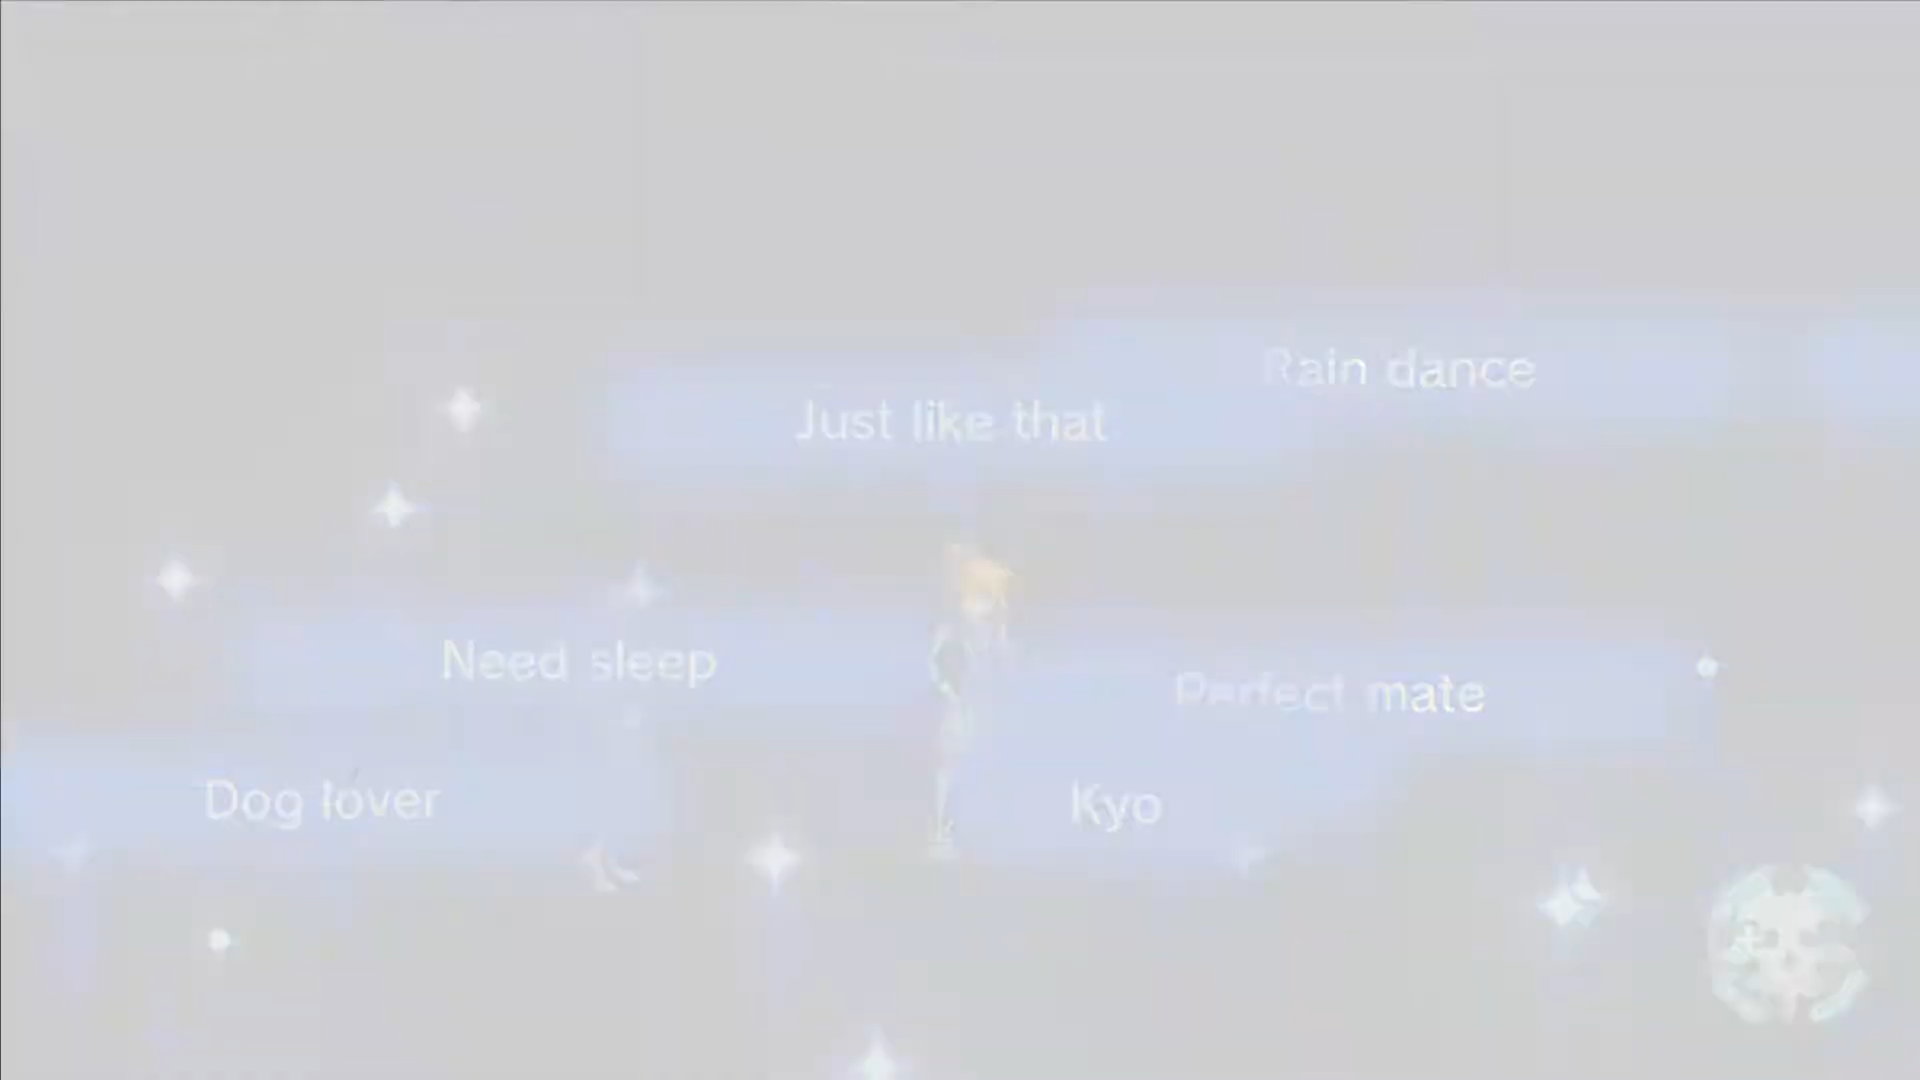 Rain dance
Just like that
Need sleep
Perfect mate
Dog lover
Kyo